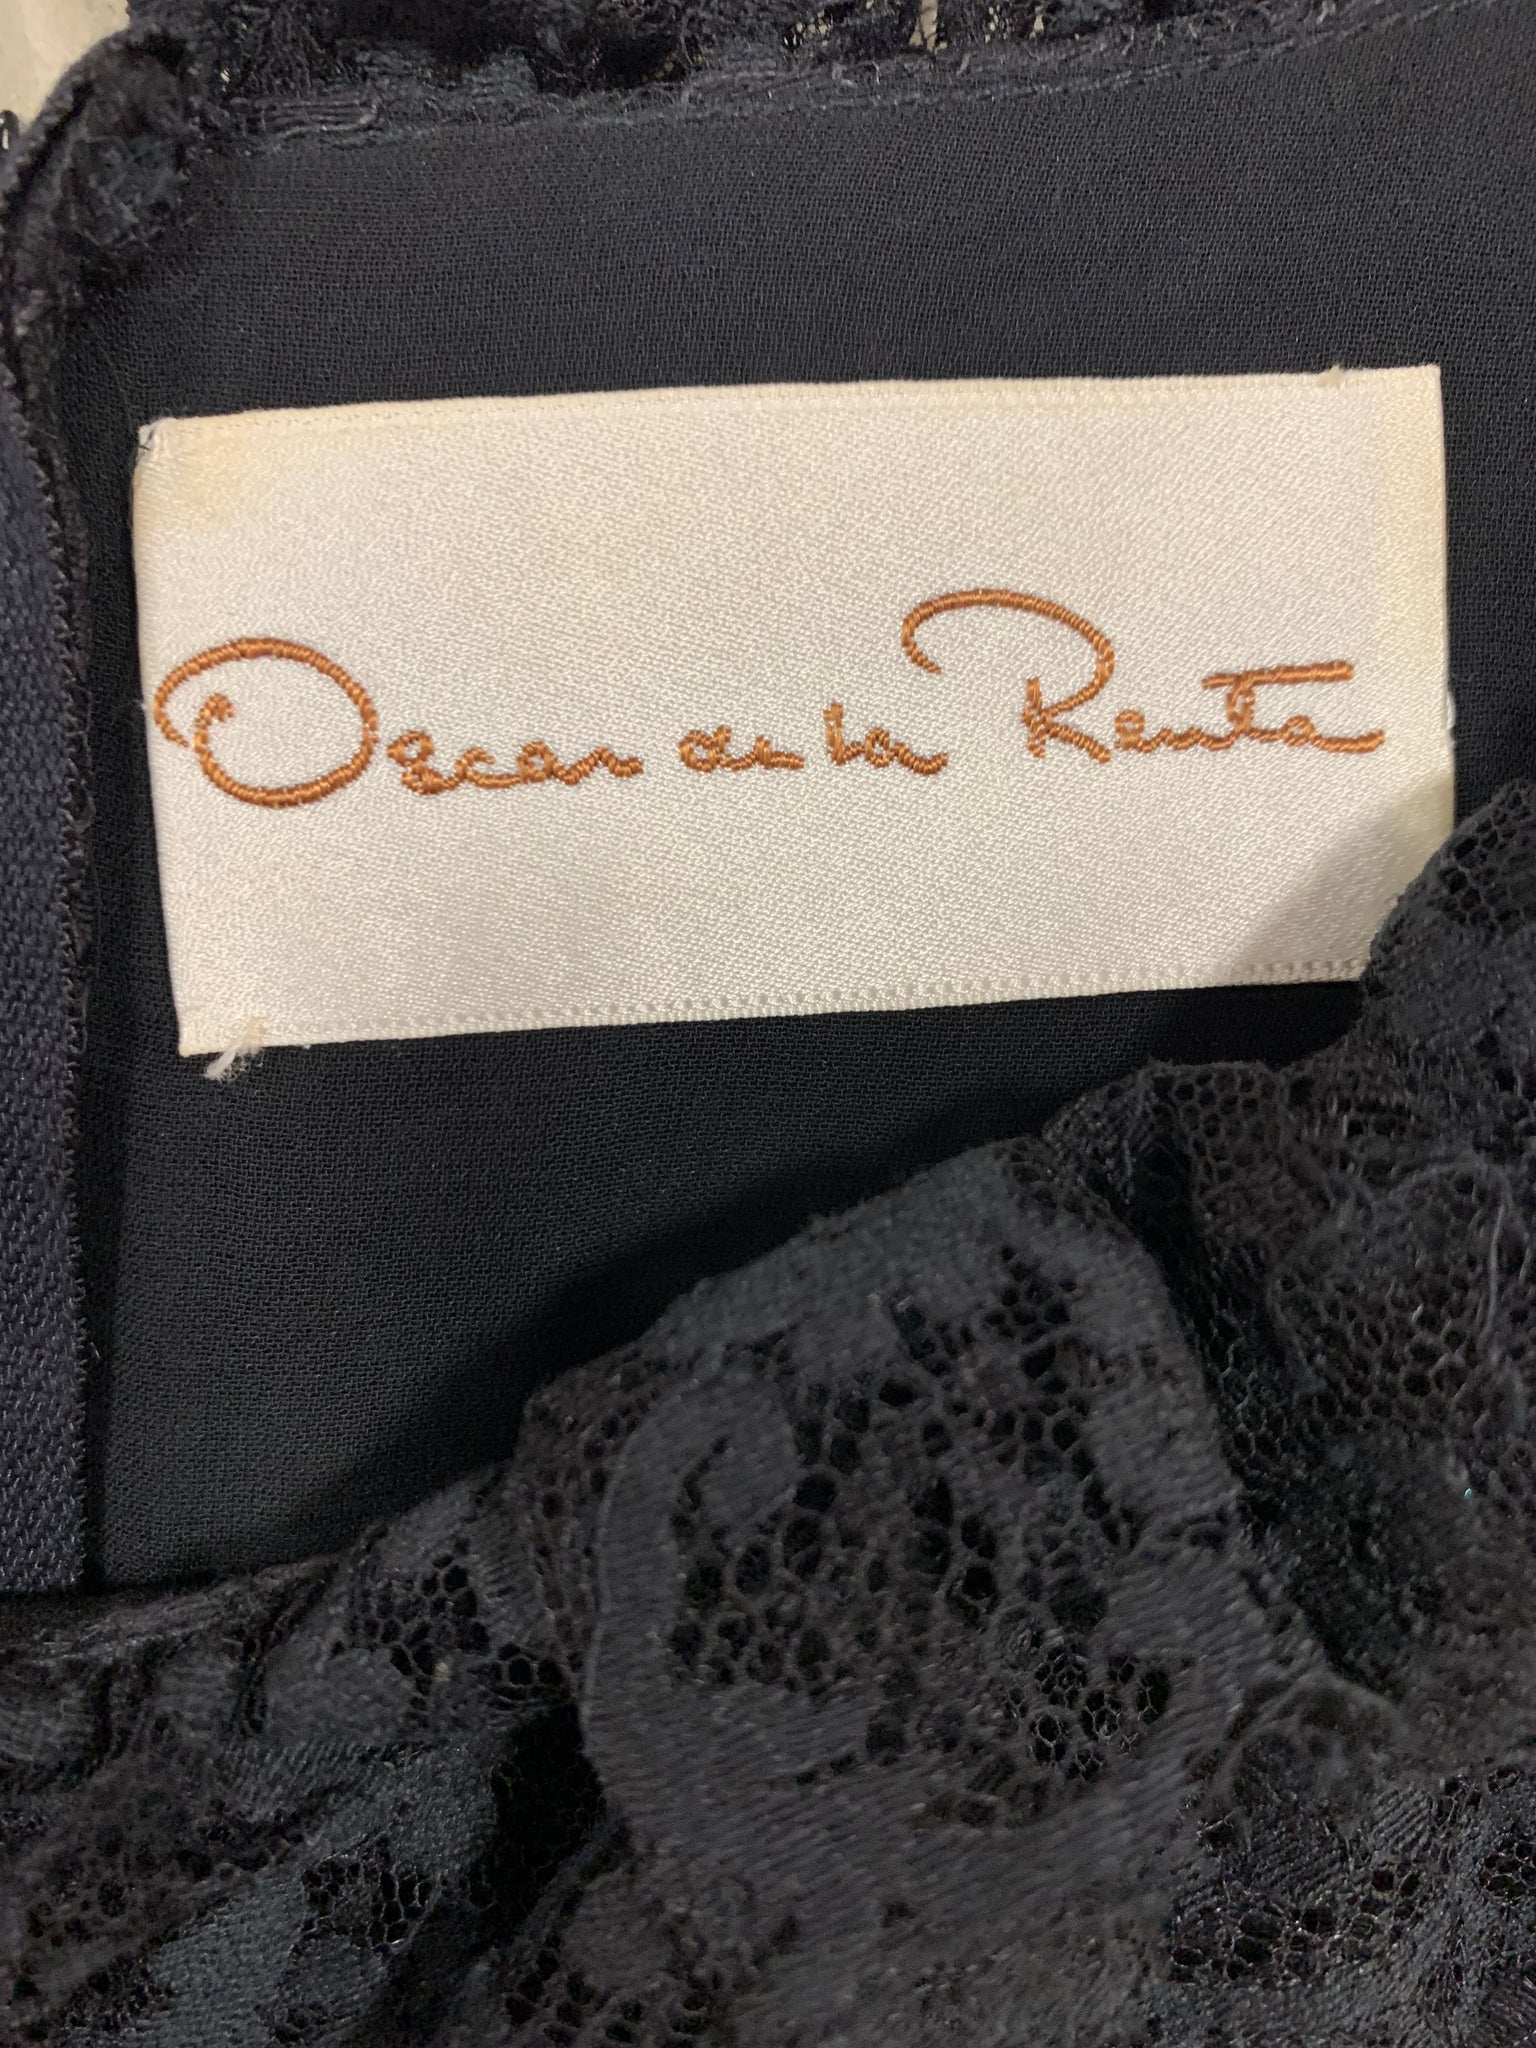 Oscar de la Renta